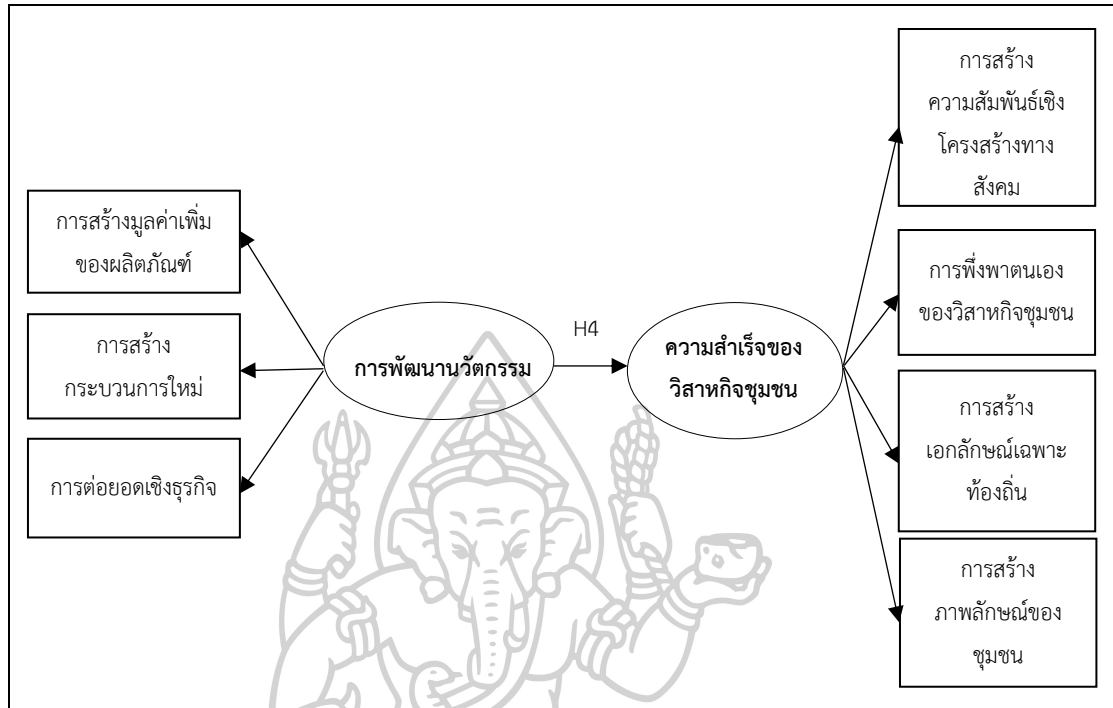 การสร้างมูลค่าเพิ่ม
ของผลิตภัณฑ์
การสร้าง
กระบวนการใหม่
การต่อยอดเชิงธุรกิจ
การพัฒนานวัตกรรม
H4
ความสำเร็จของ
วิสาหกิจชุมชน
การสร้าง
ความสัมพันธ์เชิง
โครงสร้างทาง
สังคม
การพึ่งพาตนเอง
ของวิสาหกิจชุมชน
การสร้าง
เอกลักษณ์เฉพาะ
ท้องถิ่น
การสร้าง
ภาพลักษณ์ของ
ชุมชน